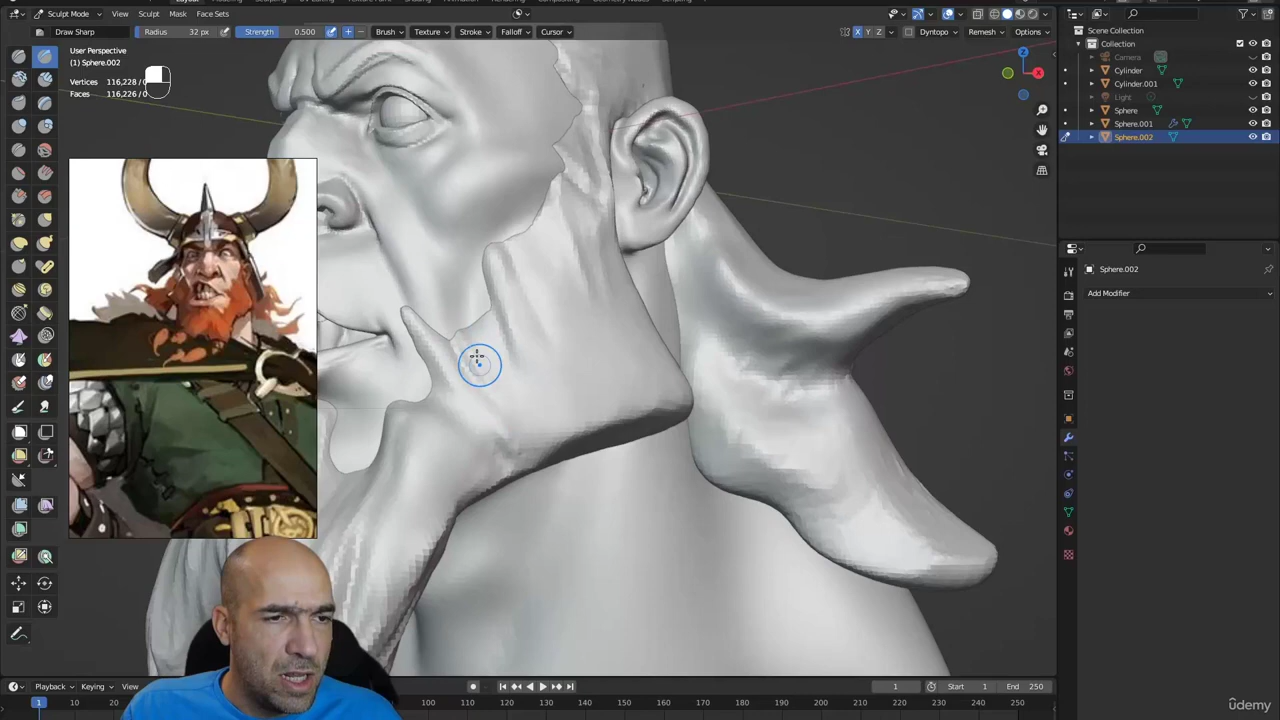 Sculpt Mode View Sculpt Mask Face Sets
Draw Sharp Radius 32 px Strength 0.500 Brush Texture Stroke Falloff Cursor X Y Z Dyntopo Remesh Options
User Perspective
(1) Sphere.002
Vertices 116,228 / 0
Faces 116,226 / 0
Z
X
Scene Collection
Collection
Camera
Cylinder
Cylinder.001
Light
Sphere
Sphere.001
Sphere.002
Sphere.002
Add Modifier
Playback Keying View 1 Start 1 End 250
1 10 20 100 110 120 130 140 150 160 170 180 190 200 210 220 230 240 250
ûdemy